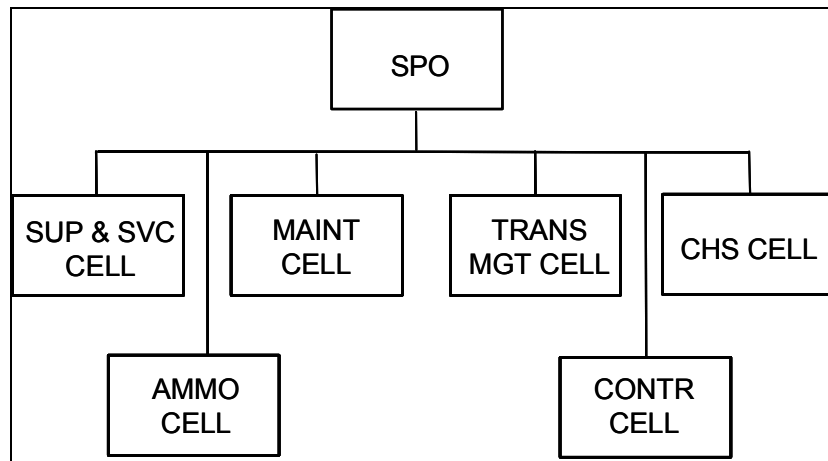 SPO
SUP & SVC
CELL
MAINT
CELL
TRANS
MGT CELL
CHS CELL
AMMO
CELL
CONTR
CELL